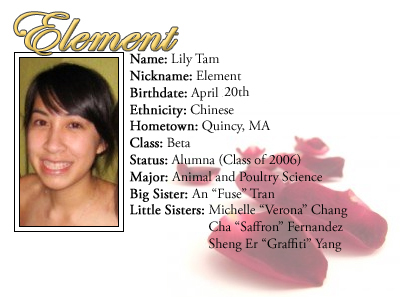 Element
Name: Lily Tam
Nickname: Element
Birthdate: April 20th
Ethnicity: Chinese
Hometown: Quincy, MA
Class: Beta
Status: Alumna (Class of 2006)
Major: Animal and Poultry Science
Big Sister: An “Fuse” Tran
Little Sisters: Michelle “Verona” Chang
Cha “Saffron” Fernandez
Sheng Er “Graffiti” Yang